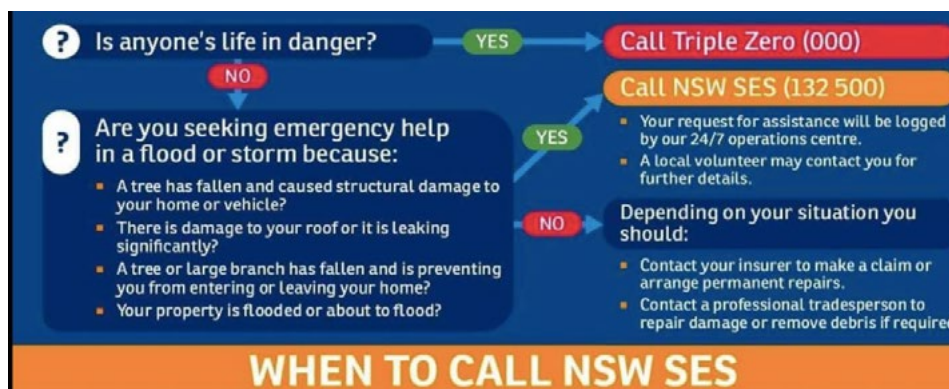 ? Is anyone's life in danger?
YES
Call Triple Zero (000)
NO
? Are you seeking emergency help
in a flood or storm because:
A tree has fallen and caused structural damage to
your home or vehicle?
There is damage to your roof or it is leaking
significantly?
A tree or large branch has fallen and is preventing
you from entering or leaving your home?
Your property is flooded or about to flood?
YES
Call NSW SES (132 500)
Your request for assistance will be logged
by our 24/7 operations centre.
A local volunteer may contact you for
further details.
NO
Depending on your situation you
should:
Contact your insurer to make a claim or
arrange permanent repairs.
Contact a professional tradesperson to
repair damage or remove debris if required
WHEN TO CALL NSW SES